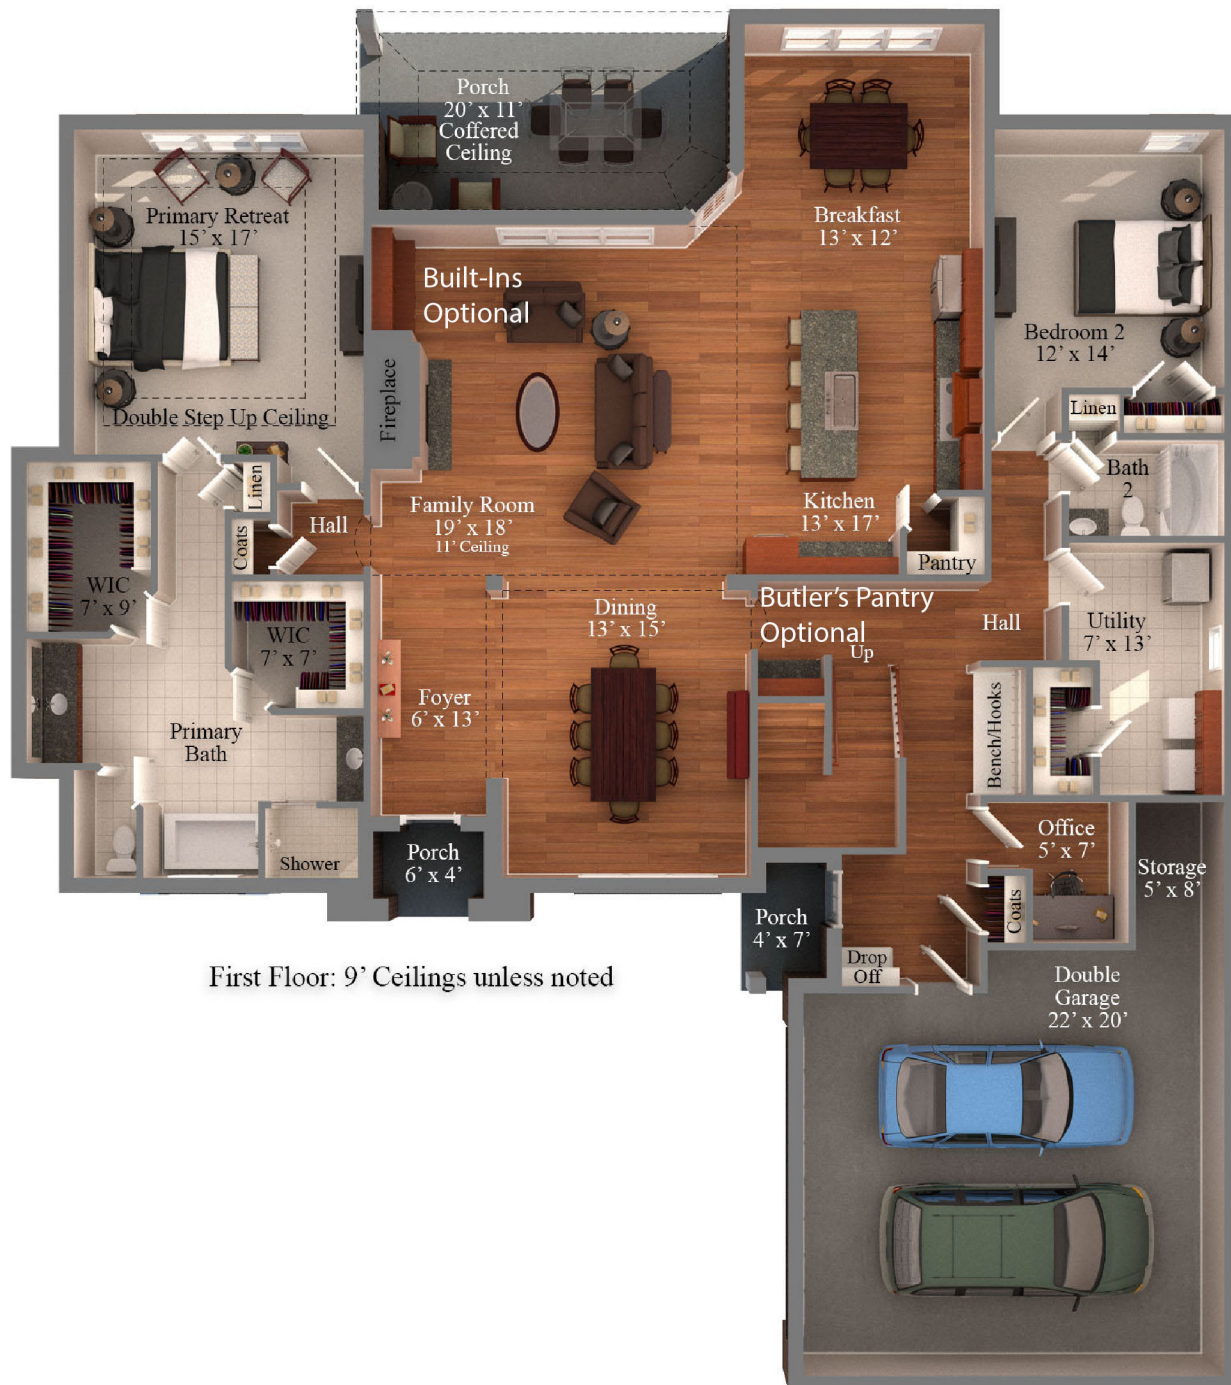 Porch
20’ x 11’
Coffered
Ceiling
Primary Retreat
15’ x 17’
Double Step Up Ceiling
Breakfast
13’ x 12’
Built-Ins
Optional
Fireplace
Bedroom 2
12’ x 14’
Linen
Bath
2
Linen
Coats
Hall
Family Room
19’ x 18’
11’ Ceiling
Kitchen
13’ x 17’
Pantry
WIC
7’ x 9’
WIC
7’ x 7’
Dining
13’ x 15’
Butler’s Pantry
Optional
Up
Hall
Utility
7’ x 13’
Foyer
6’ x 13’
Primary
Bath
Bench/Hooks
Shower
Porch
6’ x 4’
Office
5’ x 7’
Storage
5’ x 8’
Coats
Porch
4’ x 7’
Drop
Off
First Floor: 9’ Ceilings unless noted
Double
Garage
22’ x 20’